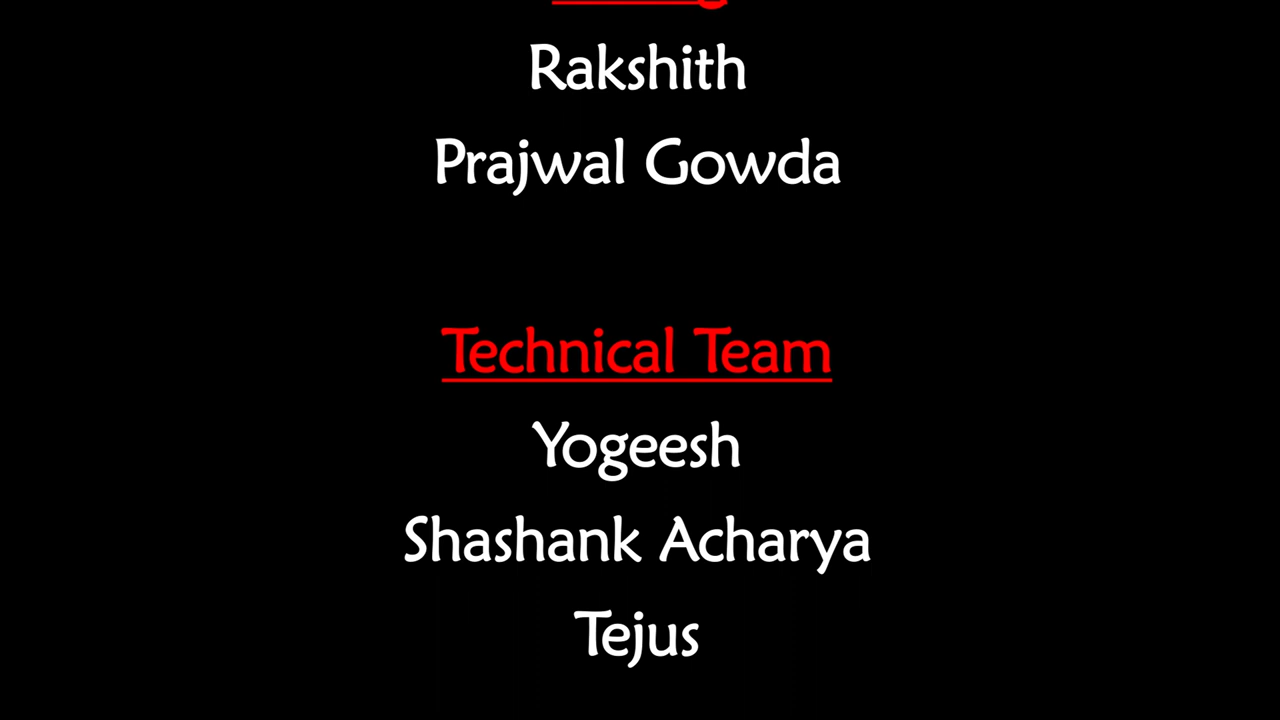 Rakshith
Prajwal Gowda
Technical Team
Yogeesh
Shashank Acharya
Tejus